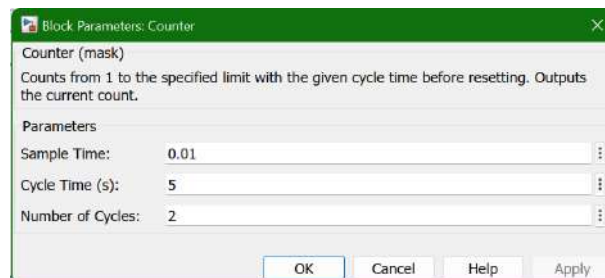 Block Parameters: Counter
Counter (mask)
Counts from 1 to the specified limit with the given cycle time before resetting. Outputs
the current count.
Parameters
Sample Time: 0.01
Cycle Time (s): 5
Number of Cycles: 2
OK Cancel Help Apply